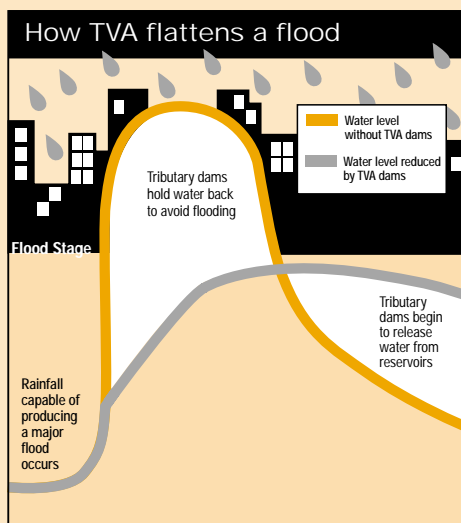 How TVA flattens a flood
Water level
without TVA dams
Water level reduced
by TVA dams
Tributary dams
hold water back
to avoid flooding
Flood Stage
Tributary
dams begin
to release
water from
reservoirs
Rainfall
capable of
producing
a major
flood
occurs